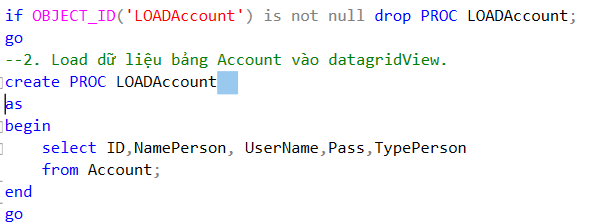 if OBJECT_ID('LOADAccount') is not null drop PROC LOADAccount;
go
--2. Load dữ liệu bảng Account vào datagridView.
create PROC LOADAccount
as
begin
select ID,NamePerson, UserName,Pass,TypePerson
from Account;
end
go